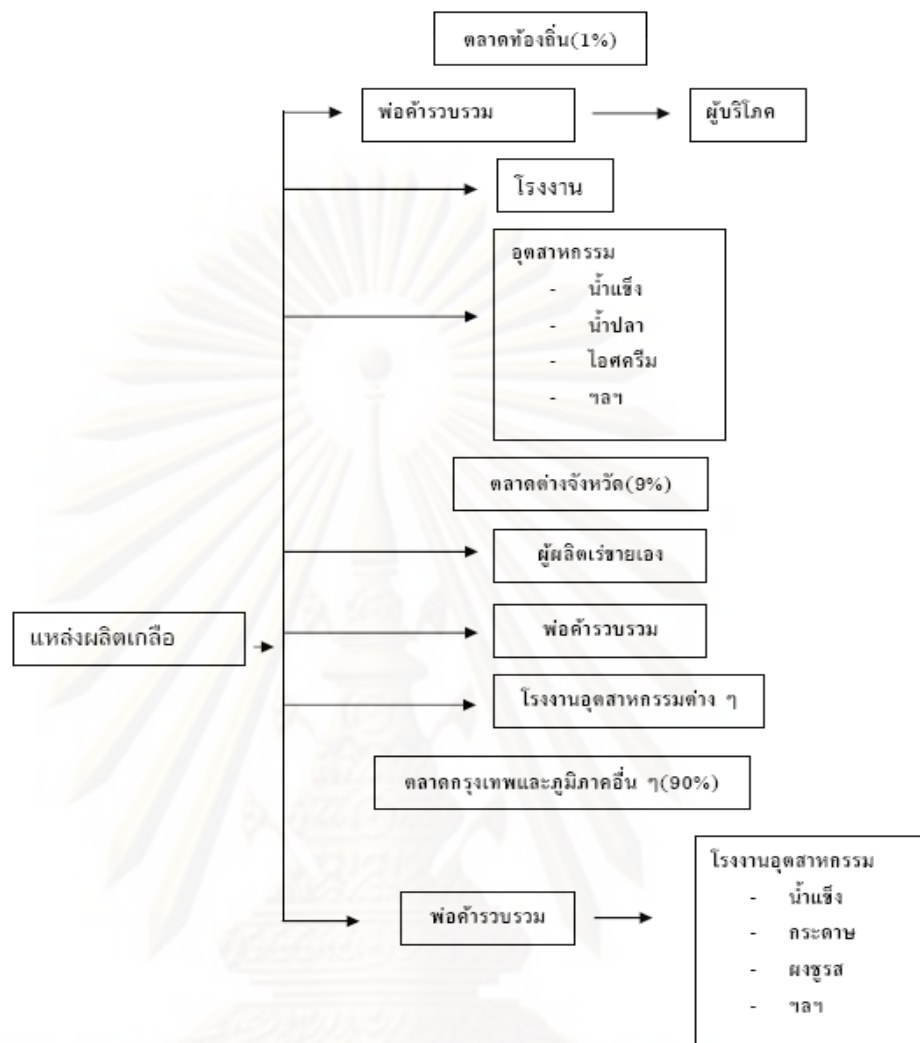 ตลาดท้องถิ่น(1%)
พ่อค้ารวบรวม
ผู้บริโภค
โรงงาน
อุตสาหกรรม
- น้ำแข็ง
- น้ำปลา
- ไอศครีม
- ฯลฯ
ตลาดต่างจังหวัด(9%)
ผู้ผลิตเร่ขายเอง
พ่อค้ารวบรวม
แหล่งผลิตเกลือ
โรงงานอุตสาหกรรมต่าง ๆ
ตลาดกรุงเทพและภูมิภาคอื่น ๆ(90%)
พ่อค้ารวบรวม
โรงงานอุตสาหกรรม
- น้ำแข็ง
- กระดาษ
- ผงชูรส
- ฯลฯ